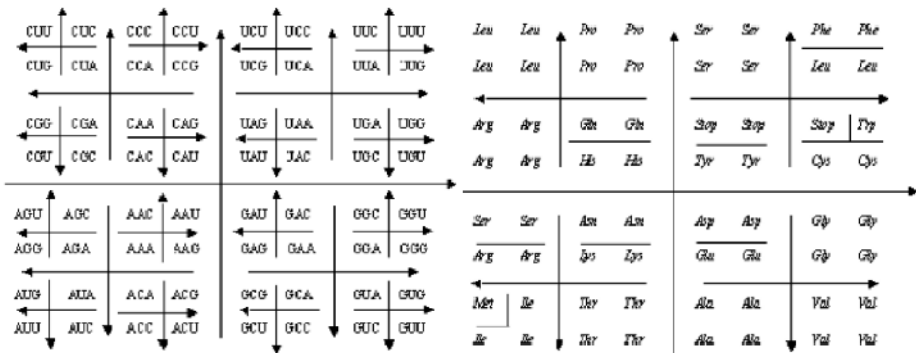 CUU CUC CCC CCU UCU UCC UUC UUU Leu Leu Pro Pro Ser Ser Phe Phe
CUG CUA CCA CCG UCG UCA UUA UUG Leu Leu Pro Pro Ser Ser Leu Leu
CGG CGA CAA CAG UAG UAA UGA UGG Arg Arg Gln Gln Stop Stop Stop Trp
CGU CGC CAC CAU UAU UAC UGC UGU Arg Arg His His Tyr Tyr Cys Cys
AGU AGC AAC AAU GAU GAC GGC GGU Ser Ser Asn Asn Asp Asp Gly Gly
AGG AGA AAA AAG GAG GAA GGA GGG Arg Arg Lys Lys Glu Glu Gly Gly
AUG AUA ACA ACG GCG GCA GUA GUG Met Ile Thr Thr Ala Ala Val Val
AUU AUC ACC ACU GCU GCC GUC GUU Ile Ile Thr Thr Ala Ala Val Val